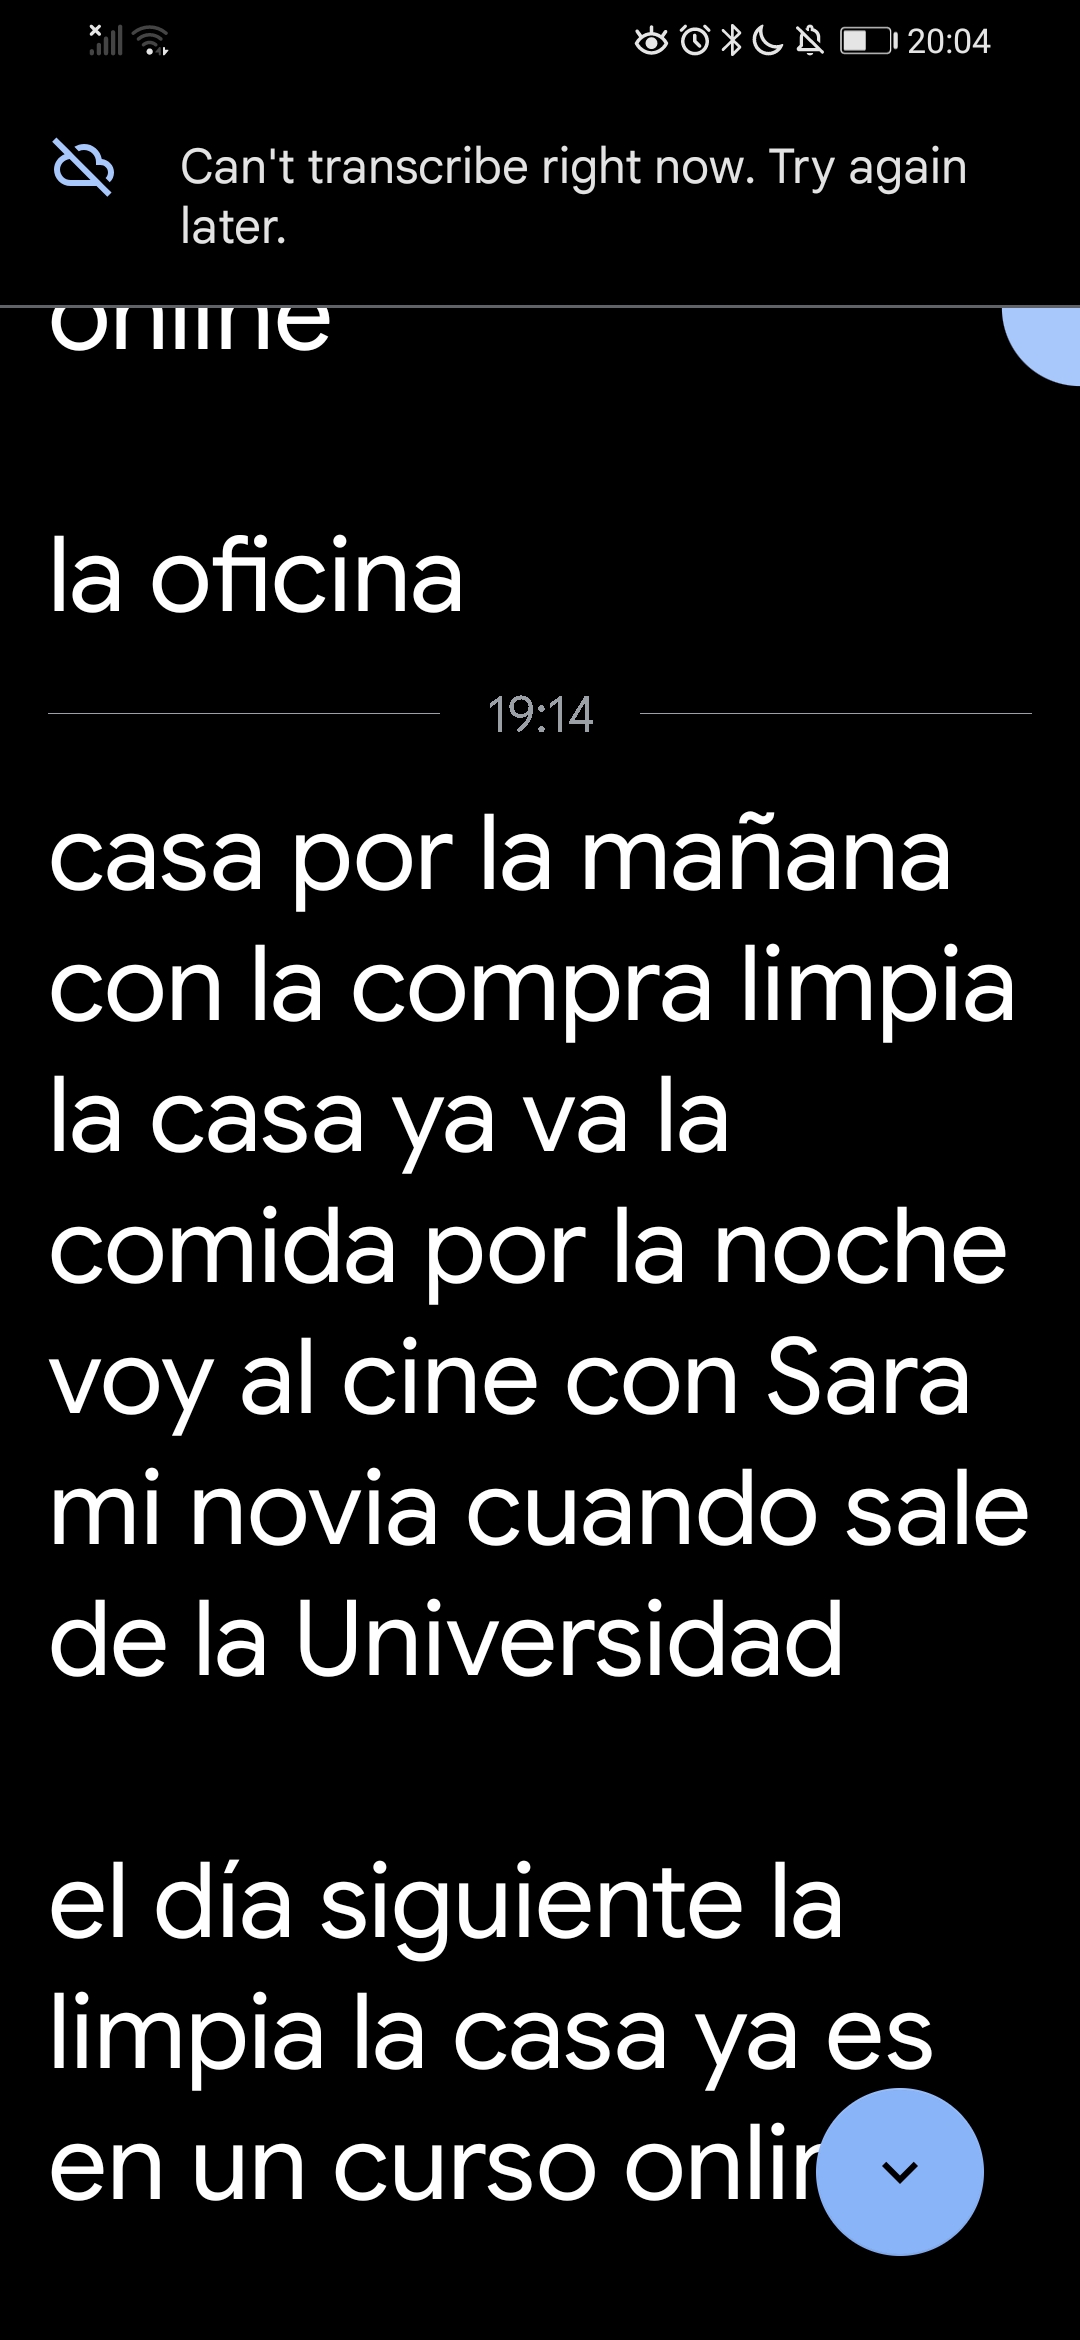 20:04
Can't transcribe right now. Try again
later.
online
la oficina
19:14
casa por la mañana
con la compra limpia
la casa ya va la
comida por la noche
voy al cine con Sara
mi novia cuando sale
de la Universidad
el día siguiente la
limpia la casa ya es
en un curso onlin